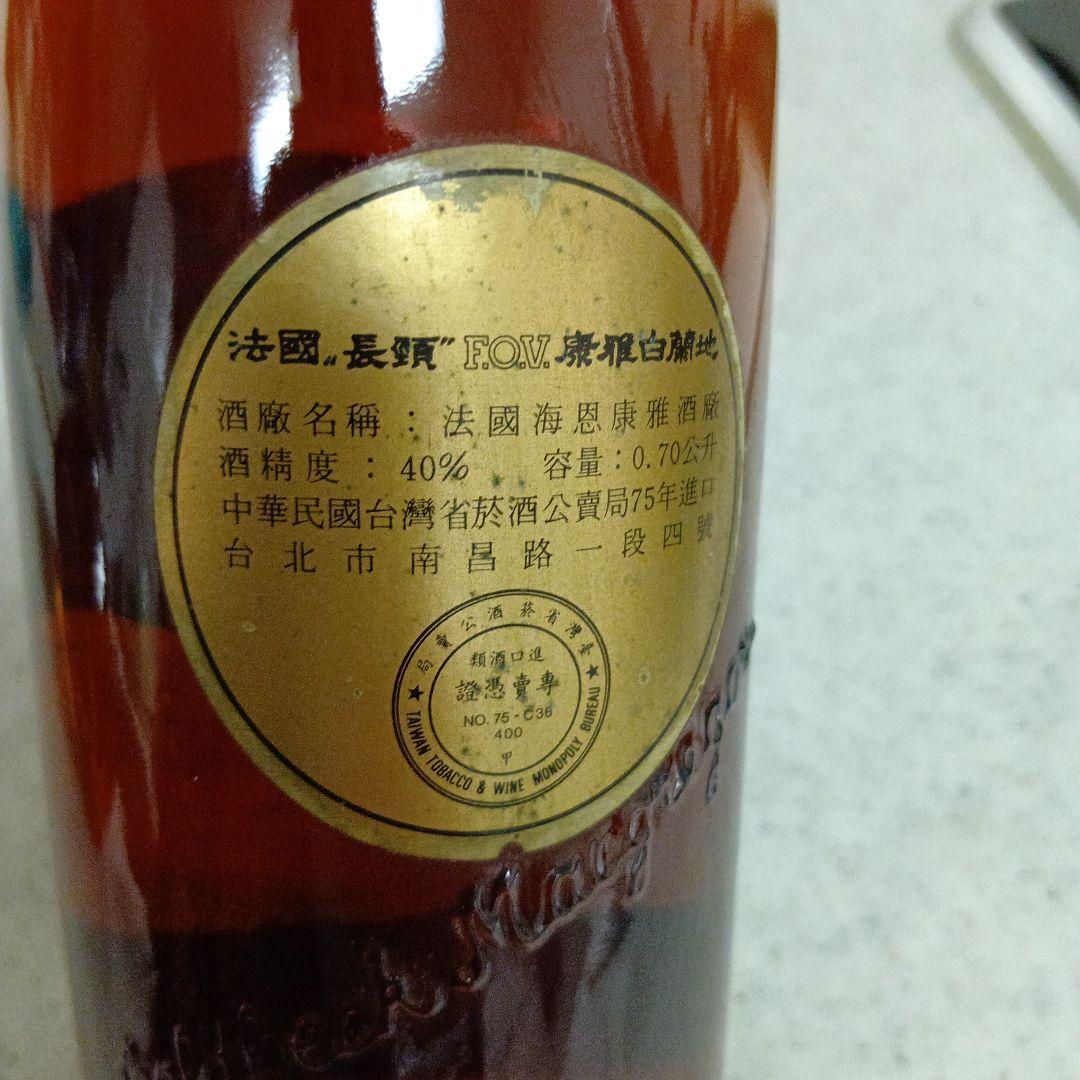 法國“長頸”F.O.V.康雅白蘭地
酒廠名稱：法國海恩康雅酒廠
酒精度：40% 容量：0.70公升
中華民國台灣省菸酒公賣局75年進口
台北市南昌路一段四號
臺灣省菸酒公賣局
進口酒類
專賣憑證
NO. 75-C36
400
甲
★ TAIWAN TOBACCO & WINE MONOPOLY BUREAU ★